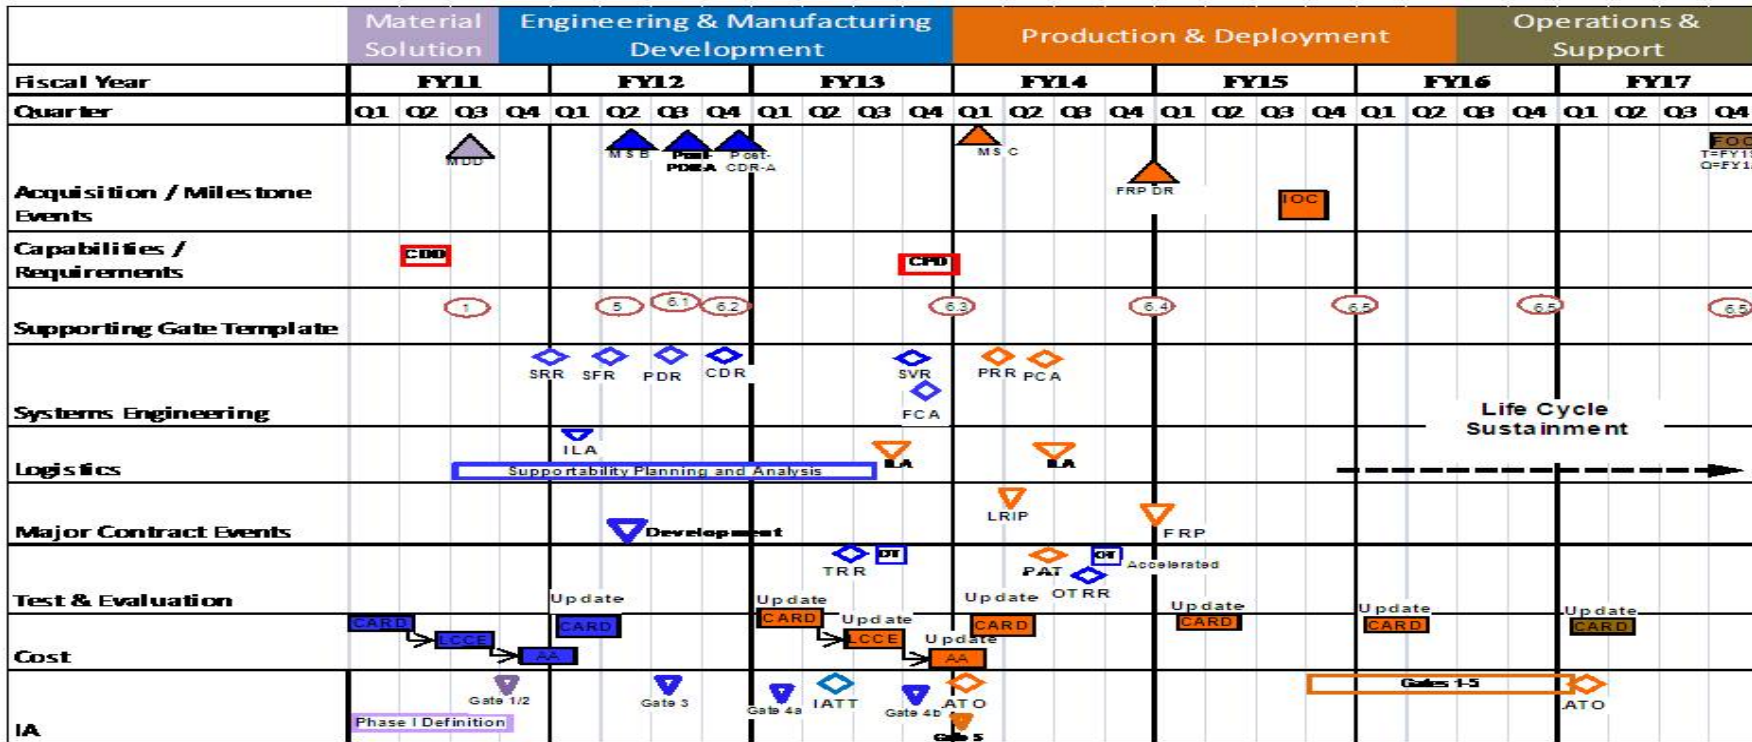 Material Solution
Engineering & Manufacturing Development
Production & Deployment
Operations & Support
Fiscal Year FY11 FY12 FY13 FY14 FY15 FY16 FY17
Quarter Q1 Q2 Q3 Q4 Q1 Q2 Q3 Q4 Q1 Q2 Q3 Q4 Q1 Q2 Q3 Q4 Q1 Q2 Q3 Q4 Q1 Q2 Q3 Q4 Q1 Q2 Q3 Q4
Acquisition / Milestone
Events
MDD
MSB
Post-
PDR-A
Post-
CDR-A
MS C
FRP DR
IOC
FOC
Capabilities /
Requirements
CDD
CPD
Supporting Gate Template
1 5 6.1 6.2 6.3 6.4 6.5 6.5 6.5
Systems Engineering
SRR SFR PDR CDR SVR PRR PCA
FCA
Life Cycle
Sustainment
Logistics
ILA
Supportability Planning and Analysis
ILA
ILA
Major Contract Events
Development
LRIP
FRP
Test & Evaluation
TRR
DT
PAT
OT
Accelerated
OTRR
Cost
CARD
LCCE
AA
Update
CARD
Update
CARD
Update
LCCE
Update
AA
Update
CARD
Update
CARD
Update
CARD
Update
CARD
IA
Phase I Definition
Gate 1/2
Gate 3
Gate 4a
IATT
Gate 4b
ATO
Gate 5
Gates 1-5
ATO